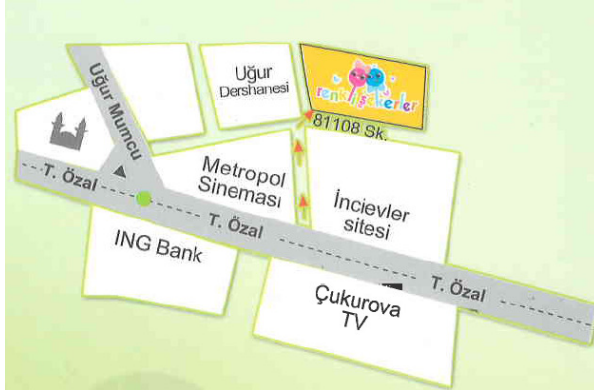 Uğur Mumcu
Uğur
Dershanesi
renkli şekerler
81108 Sk.
Metropol
Sineması
İncievler
sitesi
T. Özal
T. Özal
T. Özal
ING Bank
Çukurova
TV